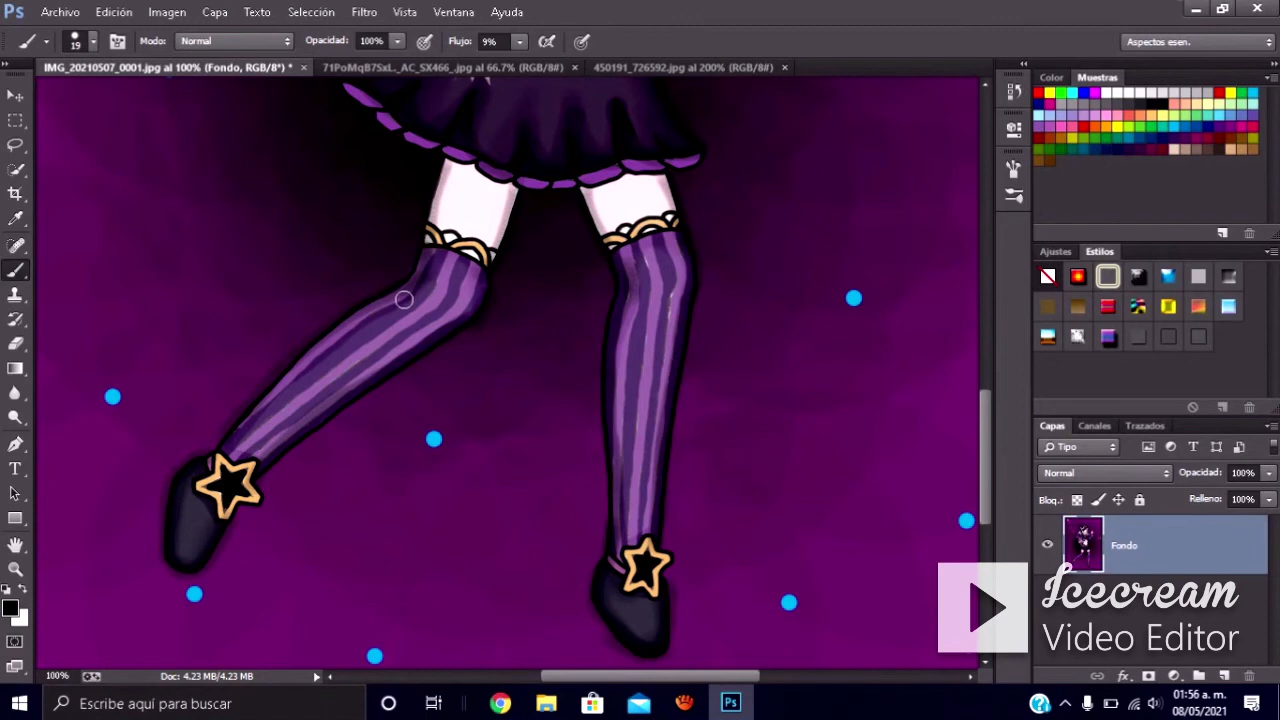 Ps Archivo Edición Imagen Capa Texto Selección Filtro Vista Ventana Ayuda
19 Modo: Normal Opacidad: 100% Flujo: 9% Aspectos esen.
IMG_20210507_0001.jpg al 100% (Fondo, RGB/8*) * × 71PoMqB7SxL._AC_SX466_.jpg al 66.7% (RGB/8#) × 450191_726592.jpg al 200% (RGB/8#) ×
Color Muestras
Ajustes Estilos
Capas Canales Trazados
Tipo
Normal Opacidad: 100%
Bloq.: Relleno: 100%
Fondo
Icecream
Video Editor
100% Doc: 4.23 MB/4.23 MB
Escribe aquí para buscar
Ps
01:56 a. m.
08/05/2021